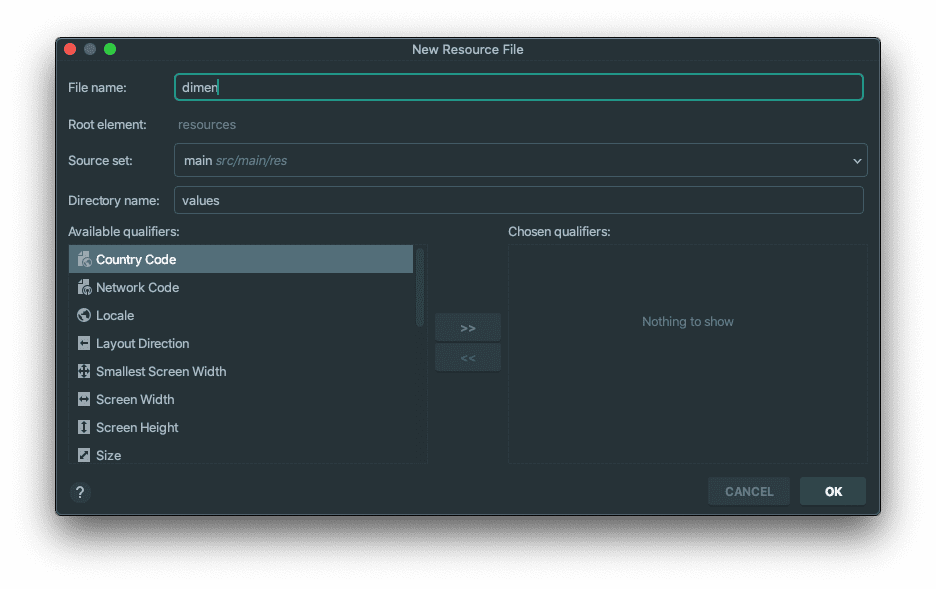 New Resource File
File name:
dimen
Root element:
resources
Source set:
main src/main/res
Directory name:
values
Available qualifiers:
Chosen qualifiers:
Country Code
Network Code
Locale
Layout Direction
Smallest Screen Width
Screen Width
Screen Height
Size
>>
<<
Nothing to show
?
CANCEL
OK